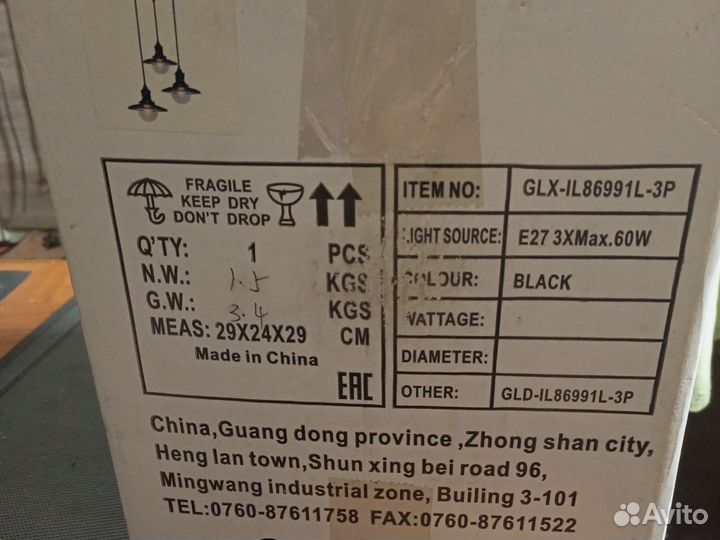 FRAGILE
KEEP DRY
DON'T DROP
Q'TY: 1 PCS
N.W.: 1.5 KGS
G.W.: 3.4 KGS
MEAS: 29X24X29 CM
Made in China
EAC
ITEM NO: GLX-IL86991L-3P
LIGHT SOURCE: E27 3XMax.60W
COLOUR: BLACK
WATTAGE:
DIAMETER:
OTHER: GLD-IL86991L-3P
China,Guang dong province ,Zhong shan city,
Heng lan town,Shun xing bei road 96,
Mingwang industrial zone, Builing 3-101
TEL:0760-87611758 FAX:0760-87611522
Avito